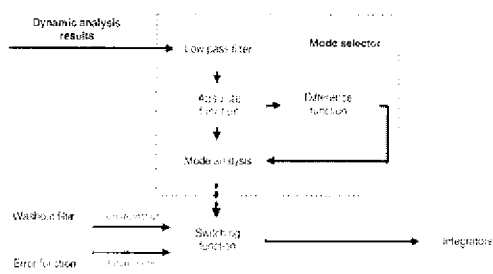 Dynamic analysis
results
Low pass filter
Mode selector
Absolute
function
Difference
function
Mode analysis
Washout filter
Switching
function
Integrators
Error function